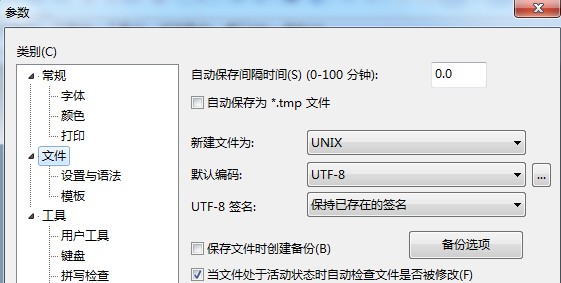 参数
类别(C)
常规
字体
颜色
打印
文件
设置与语法
模板
工具
用户工具
键盘
拼写检查
自动保存间隔时间(S) (0-100 分钟):
0.0
自动保存为 *.tmp 文件
新建文件为:
UNIX
默认编码:
UTF-8
...
UTF-8 签名:
保持已存在的签名
保存文件时创建备份(B)
备份选项
当文件处于活动状态时自动检查文件是否被修改(F)